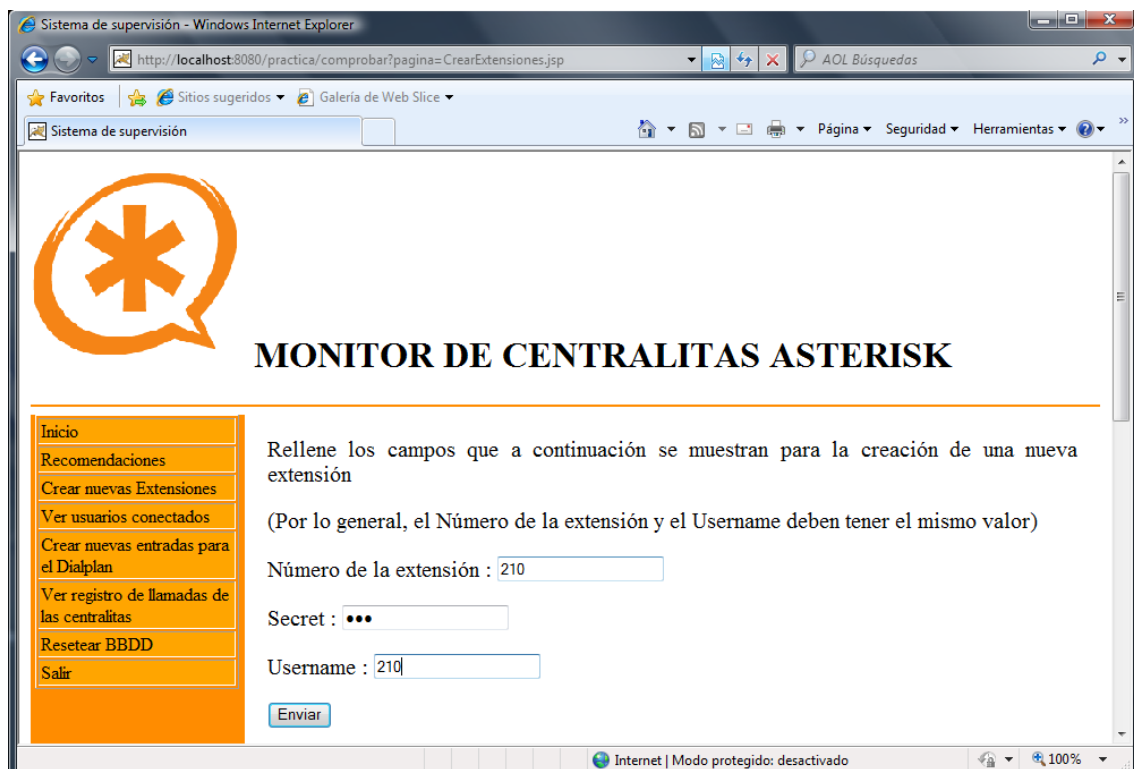 Sistema de supervisión - Windows Internet Explorer
http://localhost:8080/practica/comprobar?pagina=CrearExtensiones.jsp
AOL Búsquedas
Favoritos
Sitios sugeridos
Galería de Web Slice
Sistema de supervisión
Página
Seguridad
Herramientas
MONITOR DE CENTRALITAS ASTERISK
Inicio
Recomendaciones
Crear nuevas Extensiones
Ver usuarios conectados
Crear nuevas entradas para
el Dialplan
Ver registro de llamadas de
las centralitas
Resetear BBDD
Salir
Rellene los campos que a continuación se muestran para la creación de una nueva
extensión
(Por lo general, el Número de la extensión y el Username deben tener el mismo valor)
Número de la extensión : 210
Secret : •••
Username : 210
Enviar
Internet | Modo protegido: desactivado
100%